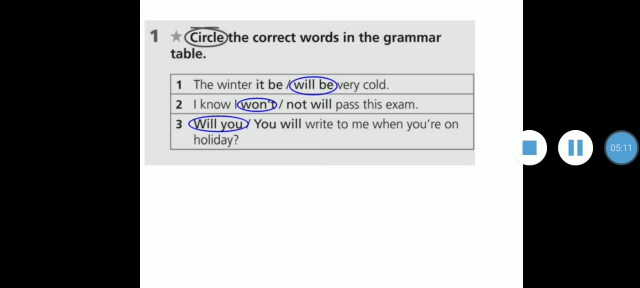 1 ★ Circle the correct words in the grammar
table.
1 The winter it be / will be very cold.
2 I know I won't / not will pass this exam.
3 Will you / You will write to me when you're on
holiday?
05:11